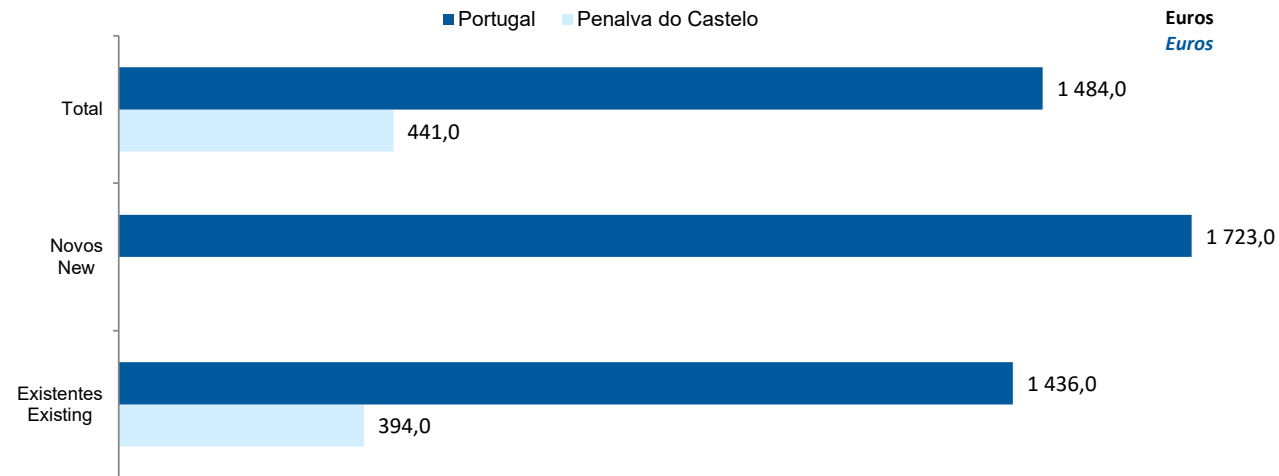 Portugal
Penalva do Castelo
Euros
Euros
Total
1 484,0
441,0
Novos
New
1 723,0
Existentes
Existing
1 436,0
394,0